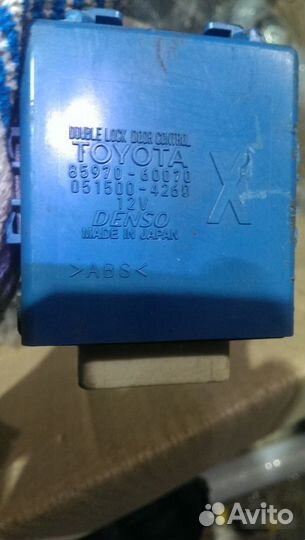 DOUBLE LOCK DOOR CONTROL
TOYOTA
85970-60070
051500-4260
12V
DENSO
MADE IN JAPAN
>ABS<
X
Avito